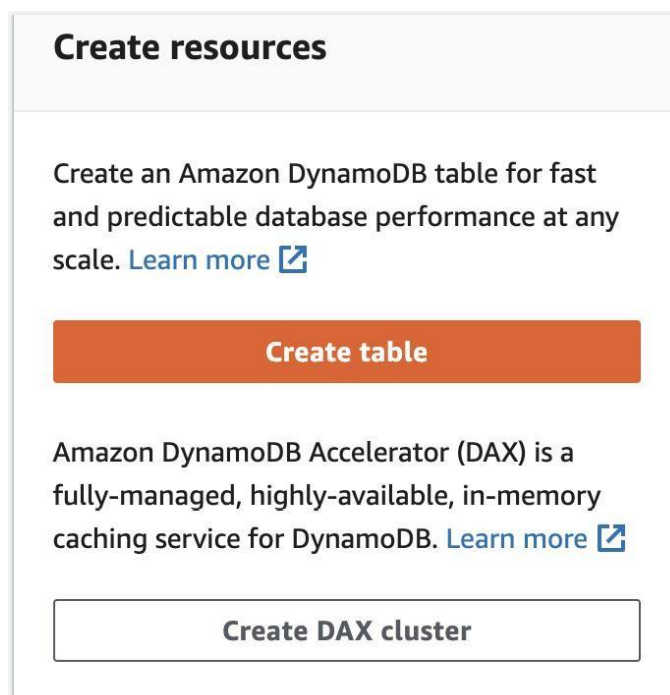 Create resources
Create an Amazon DynamoDB table for fast
and predictable database performance at any
scale. Learn more
Create table
Amazon DynamoDB Accelerator (DAX) is a
fully-managed, highly-available, in-memory
caching service for DynamoDB. Learn more
Create DAX cluster